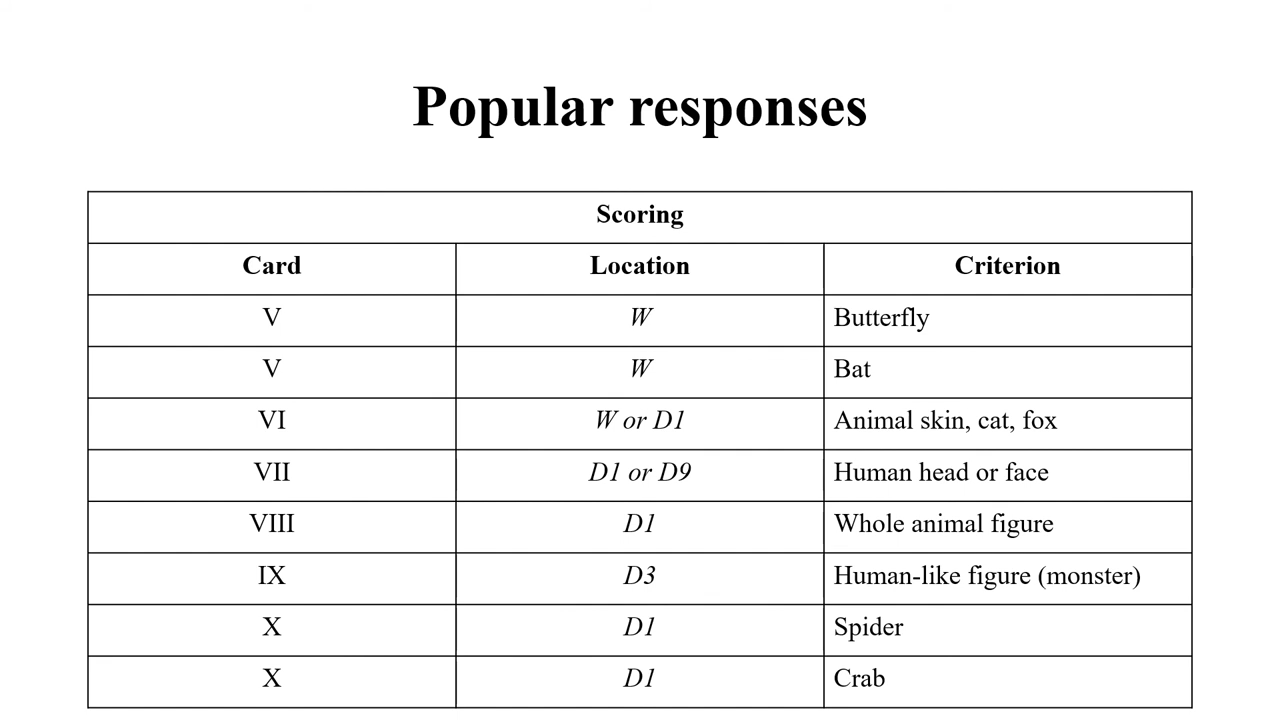 Popular responses
Scoring
Card Location Criterion
V W Butterfly
V W Bat
VI W or D1 Animal skin, cat, fox
VII D1 or D9 Human head or face
VIII D1 Whole animal figure
IX D3 Human-like figure (monster)
X D1 Spider
X D1 Crab